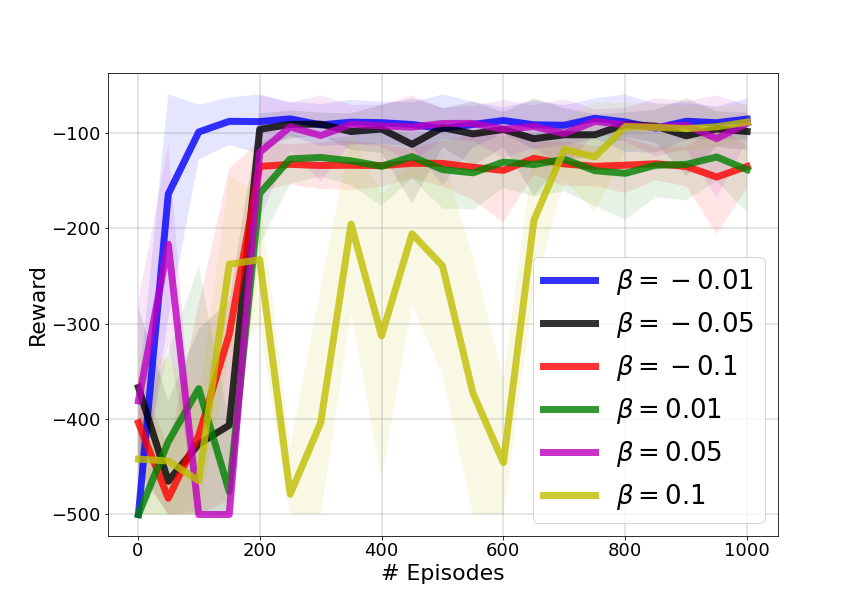 Reward
−100
−200
−300
−400
−500
0 200 400 600 800 1000
# Episodes
β = − 0.01
β = − 0.05
β = − 0.1
β = 0.01
β = 0.05
β = 0.1